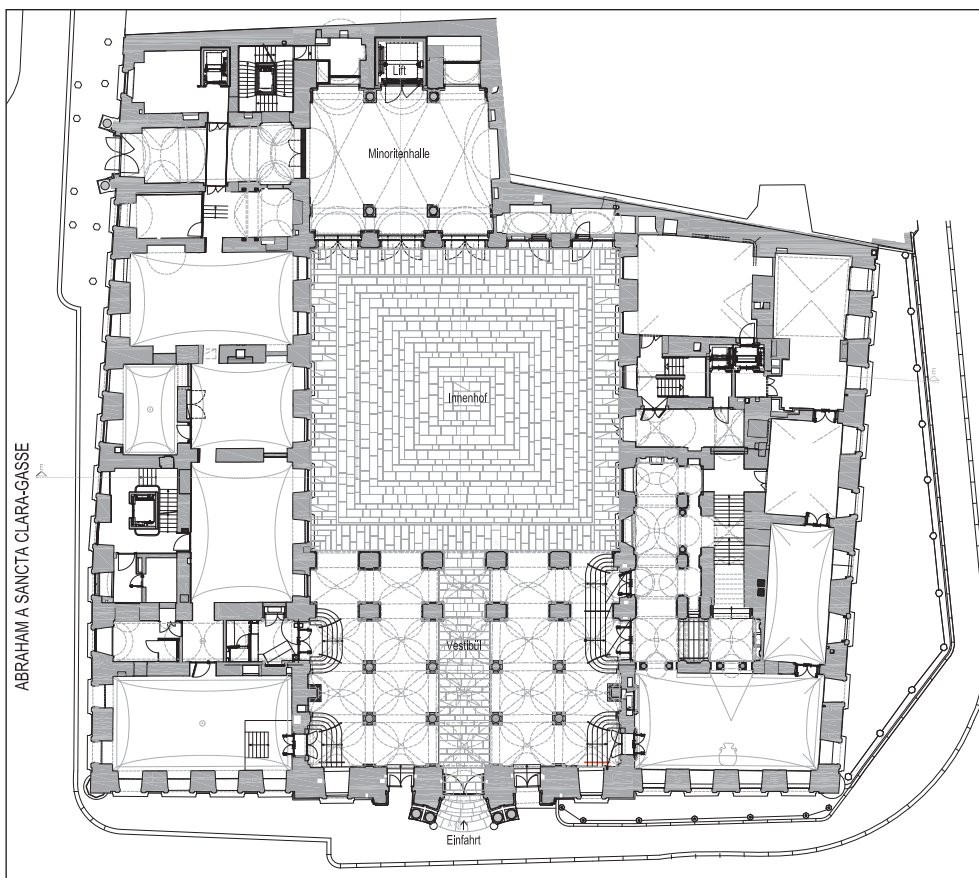 Lift
Minoritenhalle
Innenhof
ABRAHAM A SANCTA CLARA-GASSE
Vestibül
Einfahrt